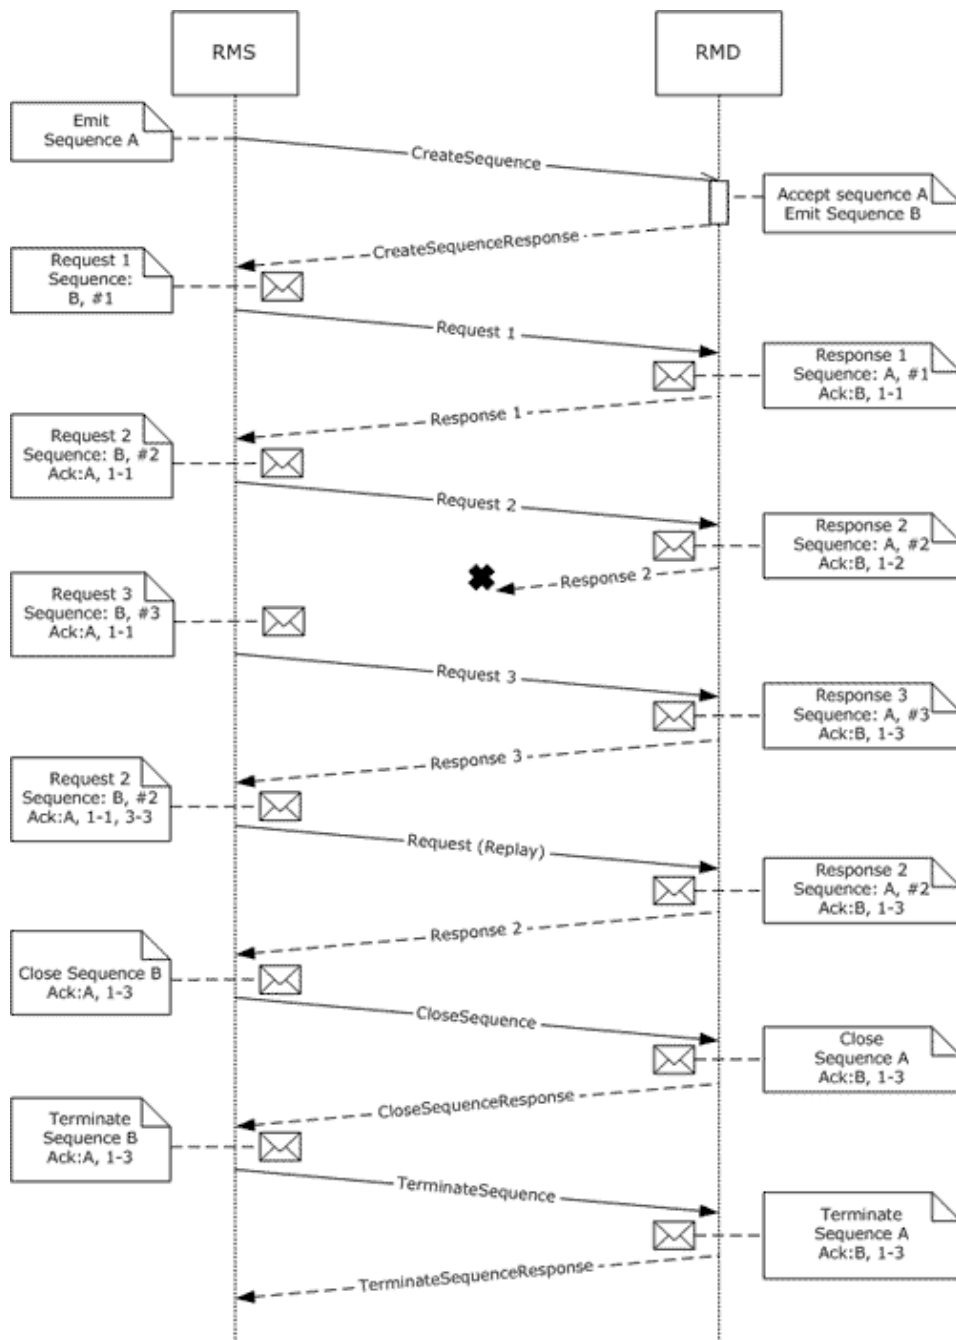 RMS
RMD
Emit
Sequence A
CreateSequence
Accept sequence A
Emit Sequence B
CreateSequenceResponse
Request 1
Sequence:
B, #1
Request 1
Response 1
Sequence: A, #1
Ack:B, 1-1
Response 1
Request 2
Sequence: B, #2
Ack:A, 1-1
Request 2
Response 2
Sequence: A, #2
Ack:B, 1-2
Response 2
Request 3
Sequence: B, #3
Ack:A, 1-1
Request 3
Response 3
Sequence: A, #3
Ack:B, 1-3
Response 3
Request 2
Sequence: B, #2
Ack:A, 1-1, 3-3
Request (Replay)
Response 2
Sequence: A, #2
Ack:B, 1-3
Response 2
Close Sequence B
Ack:A, 1-3
CloseSequence
Close
Sequence A
Ack:B, 1-3
CloseSequenceResponse
Terminate
Sequence B
Ack:A, 1-3
TerminateSequence
Terminate
Sequence A
Ack:B, 1-3
TerminateSequenceResponse